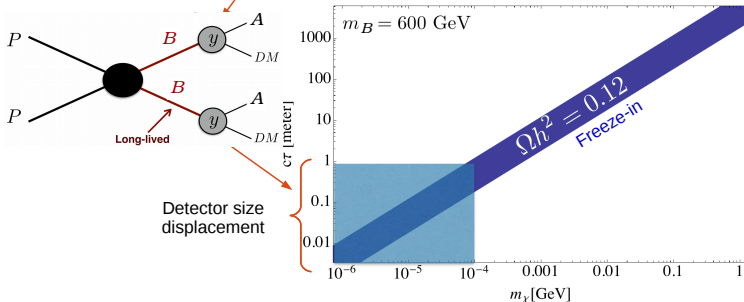 P
P
B
B
y
y
A
DM
A
DM
Long-lived
Detector size
displacement
m_B = 600 GeV
Ωh² = 0.12
Freeze-in
cτ [meter]
1000
100
10
1
0.1
0.01
10⁻⁶
10⁻⁵
10⁻⁴
0.001
0.01
0.1
1
m_χ[GeV]